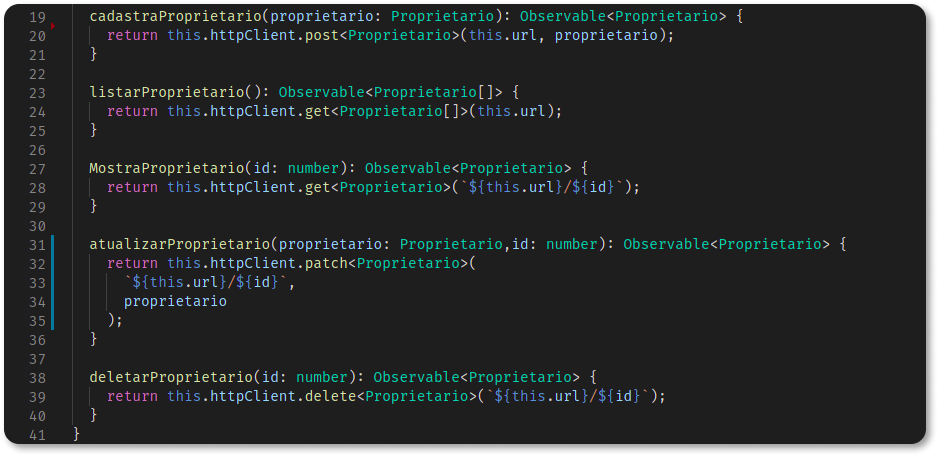 19 cadastraProprietario(proprietario: Proprietario): Observable<Proprietario> {
20 return this.httpClient.post<Proprietario>(this.url, proprietario);
21 }
22
23 listarProprietario(): Observable<Proprietario[]> {
24 return this.httpClient.get<Proprietario[]>(this.url);
25 }
26
27 MostraProprietario(id: number): Observable<Proprietario> {
28 return this.httpClient.get<Proprietario>(`${this.url}/${id}`);
29 }
30
31 atualizarProprietario(proprietario: Proprietario,id: number): Observable<Proprietario> {
32 return this.httpClient.patch<Proprietario>(
33 `${this.url}/${id}`,
34 proprietario
35 );
36 }
37
38 deletarProprietario(id: number): Observable<Proprietario> {
39 return this.httpClient.delete<Proprietario>(`${this.url}/${id}`);
40 }
41 }